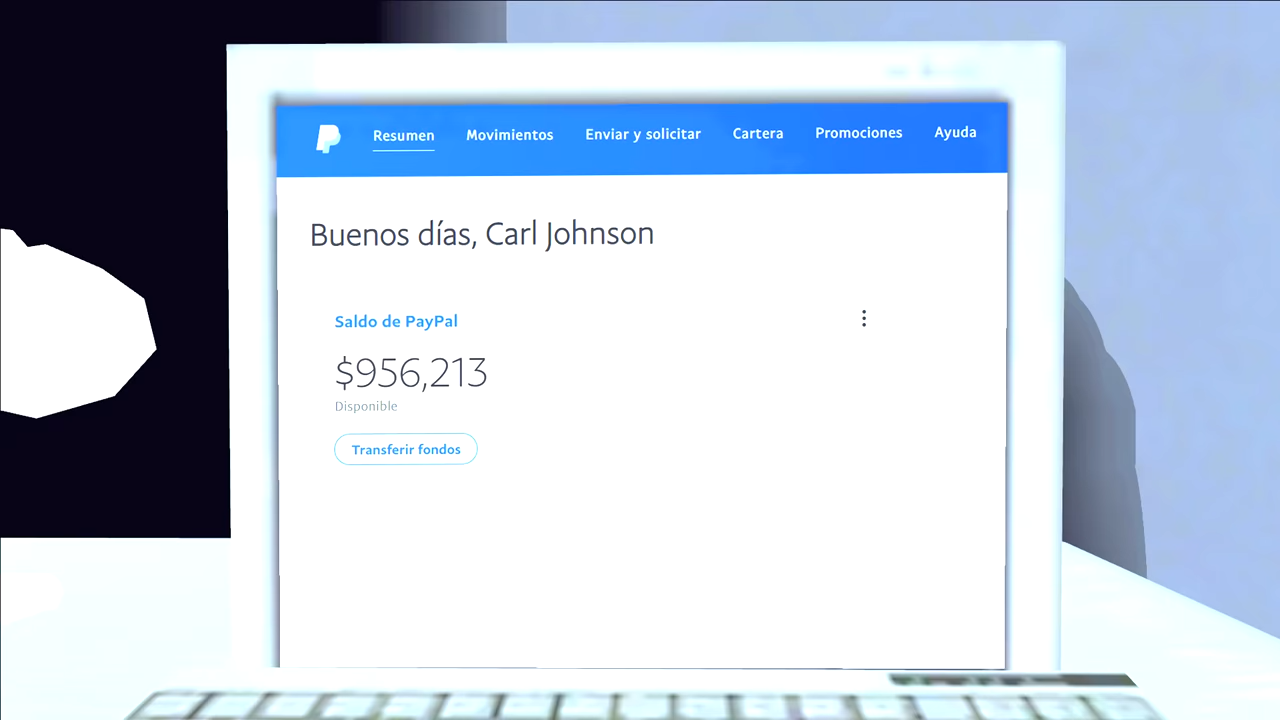 Resumen Movimientos Enviar y solicitar Cartera Promociones Ayuda
Buenos días, Carl Johnson
Saldo de PayPal
$956,213
Disponible
Transferir fondos